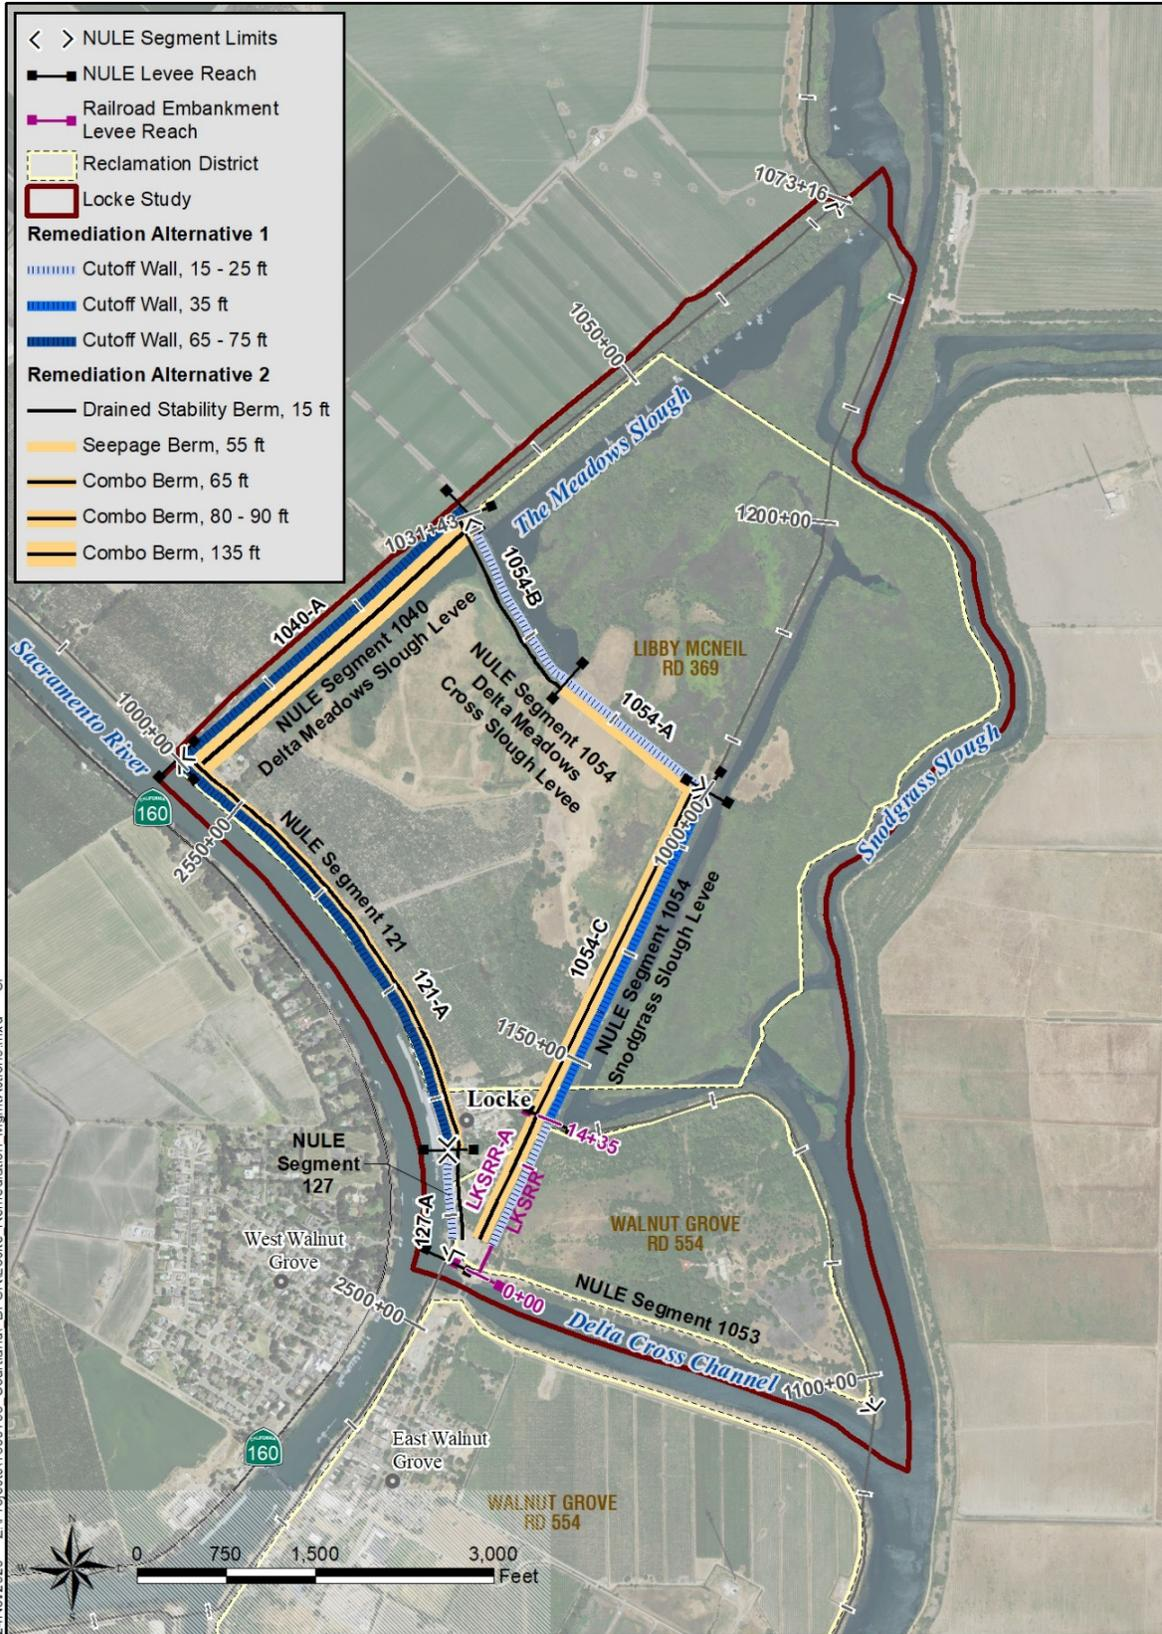 NULE Segment Limits
NULE Levee Reach
Railroad Embankment
Levee Reach
Reclamation District
Locke Study
Remediation Alternative 1
Cutoff Wall, 15 - 25 ft
Cutoff Wall, 35 ft
Cutoff Wall, 65 - 75 ft
Remediation Alternative 2
Drained Stability Berm, 15 ft
Seepage Berm, 55 ft
Combo Berm, 65 ft
Combo Berm, 80 - 90 ft
Combo Berm, 135 ft
1073+16
1050+00
The Meadows Slough
1200+00
1031+43
1054-B
1040-A
NULE Segment 1040
Delta Meadows Slough Levee
LIBBY MCNEIL
RD 369
NULE Segment 1054
Delta Meadows
Cross Slough Levee
1054-A
Sacramento River
1000+00
CALIFORNIA
160
2550+00
NULE Segment 121
121-A
1000+00
Snodgrass Slough
1054-C
NULE Segment 1054
Snodgrass Slough Levee
1150+00
Locke
14+35
NULE
Segment
127
LKSRR-A
LKSRR
127-A
West Walnut
Grove
WALNUT GROVE
RD 554
0+00
2500+00
NULE Segment 1053
Delta Cross Channel
1100+00
CALIFORNIA
160
East Walnut
Grove
WALNUT GROVE
RD 554
N
W
E
S
0 750 1,500 3,000
Feet